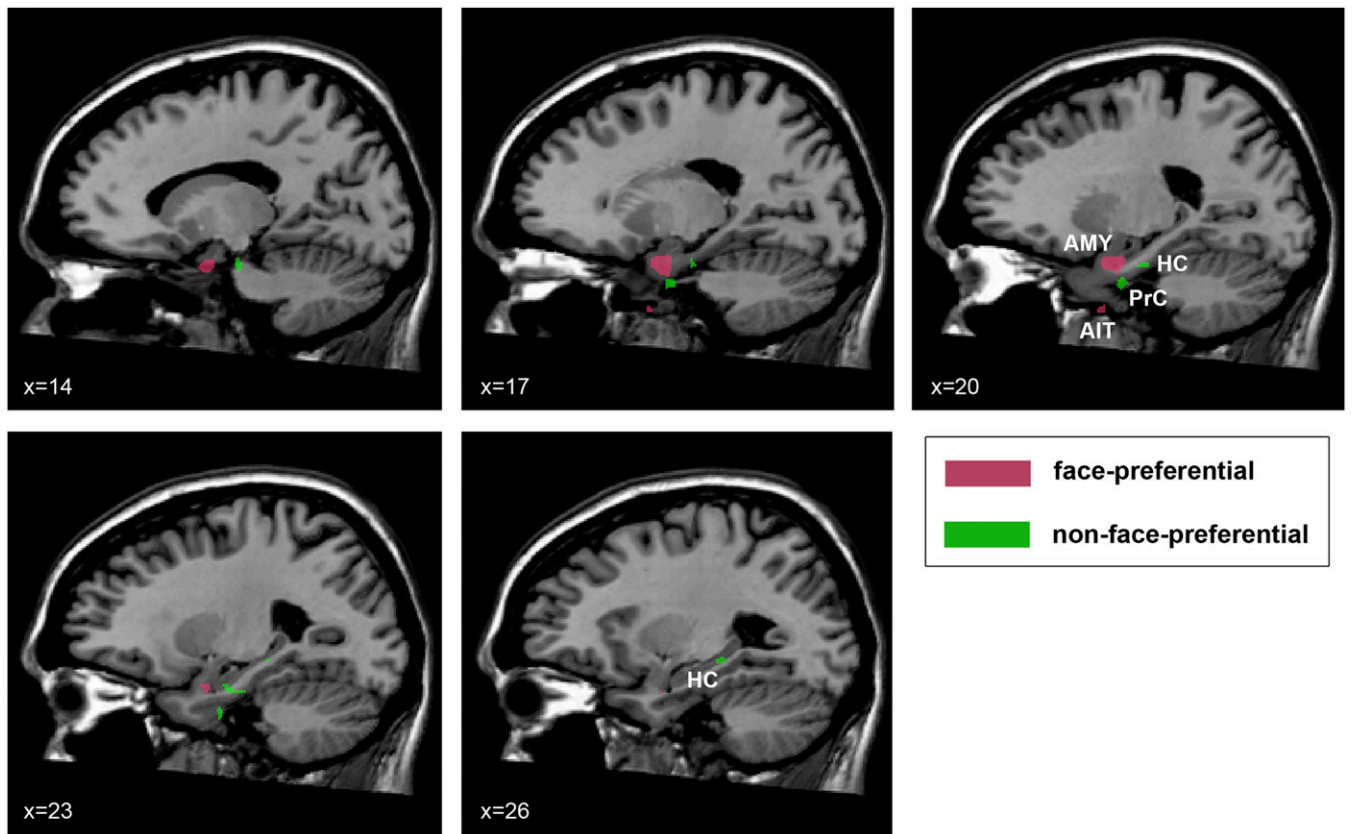 x=14
x=17
AMY
HC
PrC
AIT
x=20
x=23
HC
x=26
face-preferential
non-face-preferential